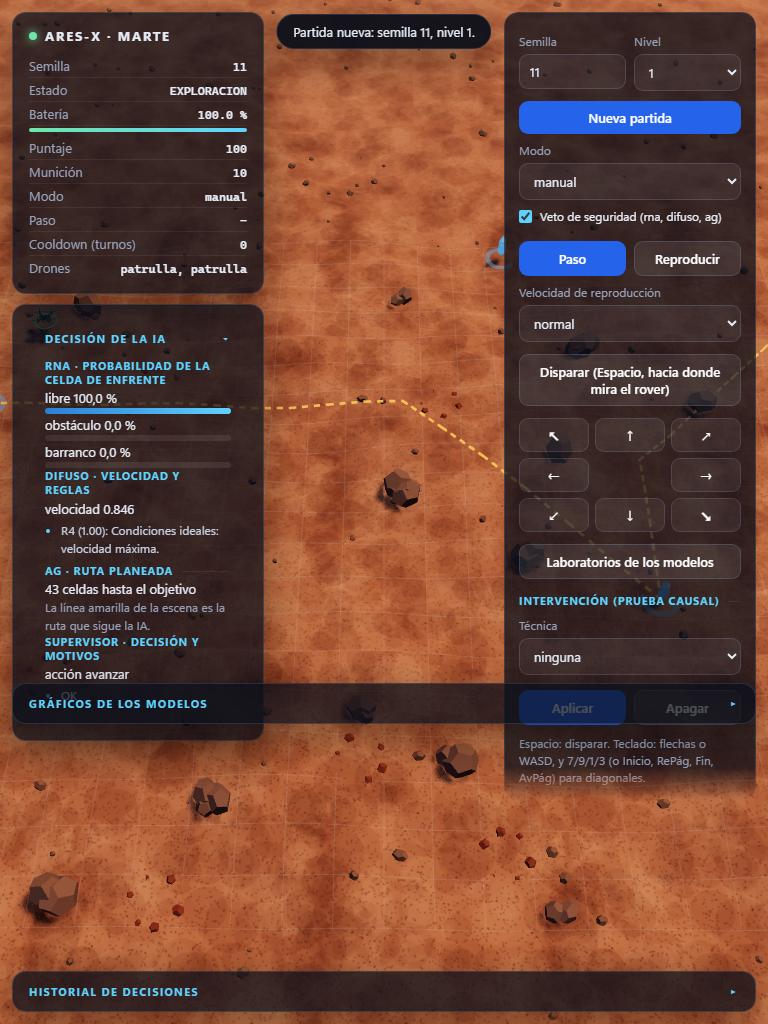 ARES-X · MARTE
Semilla 11
Estado EXPLORACION
Batería 100.0 %
Puntaje 100
Munición 10
Modo manual
Paso –
Cooldown (turnos) 0
Drones patrulla, patrulla
DECISIÓN DE LA IA
RNA · PROBABILIDAD DE LA
CELDA DE ENFRENTE
libre 100,0 %
obstáculo 0,0 %
barranco 0,0 %
DIFUSO · VELOCIDAD Y
REGLAS
velocidad 0.846
• R4 (1.00): Condiciones ideales:
velocidad máxima.
AG · RUTA PLANEADA
43 celdas hasta el objetivo
La línea amarilla de la escena es la
ruta que sigue la IA.
SUPERVISOR · DECISIÓN Y
MOTIVOS
acción avanzar
• OK
Partida nueva: semilla 11, nivel 1.
Semilla Nivel
11 1
Nueva partida
Modo
manual
Veto de seguridad (rna, difuso, ag)
Paso Reproducir
Velocidad de reproducción
normal
Disparar (Espacio, hacia donde
mira el rover)
↖ ↑ ↗
← →
↙ ↓ ↘
Laboratorios de los modelos
INTERVENCIÓN (PRUEBA CAUSAL)
Técnica
ninguna
Aplicar Apagar
Espacio: disparar. Teclado: flechas o
WASD, y 7/9/1/3 (o Inicio, RePág, Fin,
AvPág) para diagonales.
GRÁFICOS DE LOS MODELOS
HISTORIAL DE DECISIONES